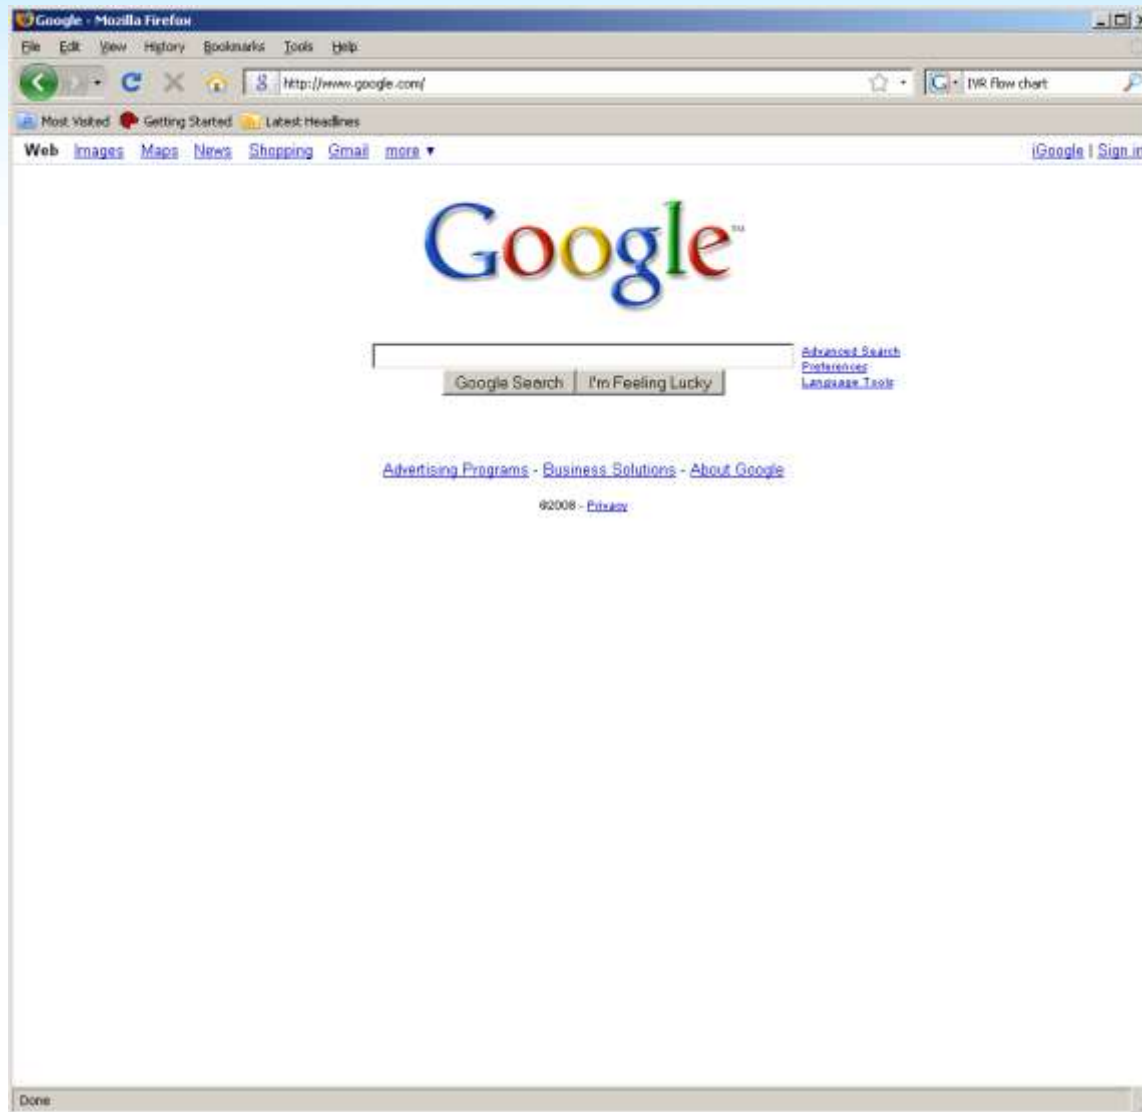 Google - Mozilla Firefox
File Edit View History Bookmarks Tools Help
http://www.google.com/ IVR flow chart
Most Visited Getting Started Latest Headlines
Web Images Maps News Shopping Gmail more ▼ iGoogle | Sign in
Google™
Advanced Search
Preferences
Google Search I'm Feeling Lucky Language Tools
Advertising Programs - Business Solutions - About Google
©2008 - Privacy
Done